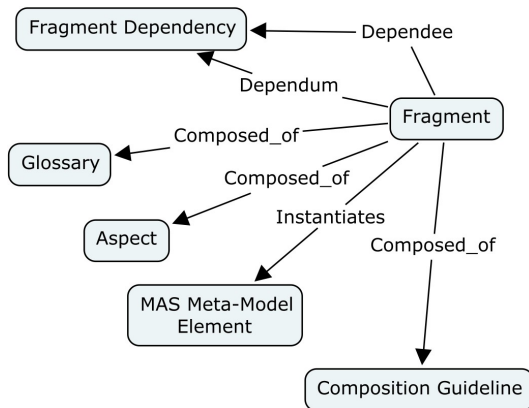 Fragment Dependency
Dependee
Dependum
Fragment
Composed_of
Glossary
Composed_of
Instantiates
Aspect
Composed_of
MAS Meta-Model
Element
Composition Guideline